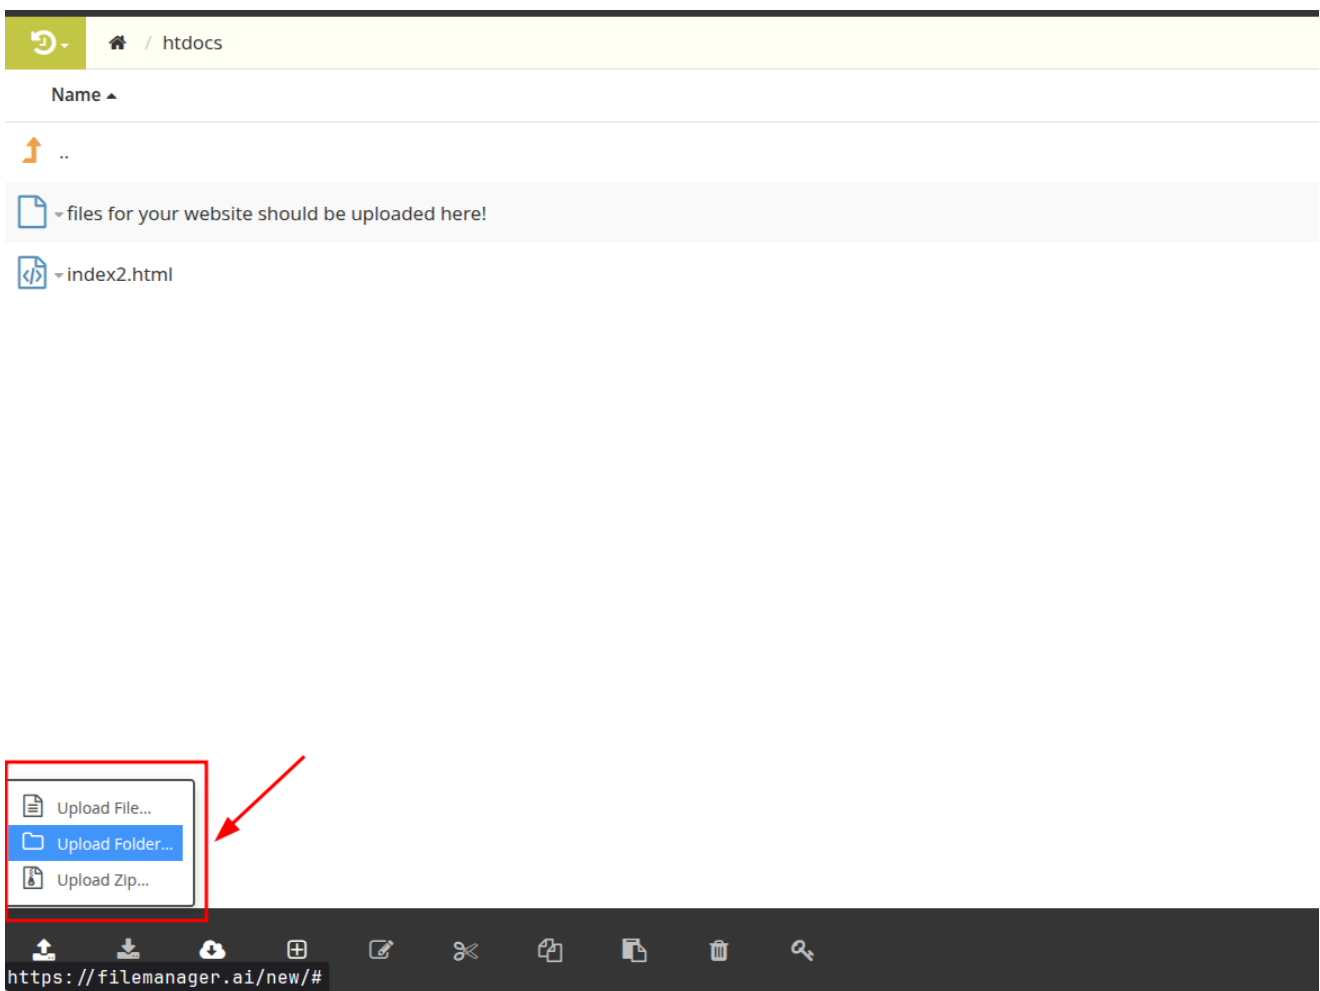 / htdocs
Name
..
files for your website should be uploaded here!
index2.html
Upload File...
Upload Folder...
Upload Zip...
https://filemanager.ai/new/#